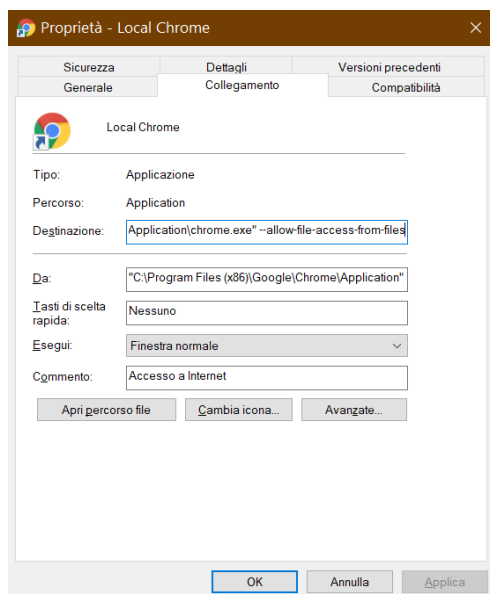 Proprietà - Local Chrome
Sicurezza Dettagli Versioni precedenti
Generale Collegamento Compatibilità
Local Chrome
Tipo: Applicazione
Percorso: Application
Destinazione: Application\chrome.exe" --allow-file-access-from-files
Da: "C:\Program Files (x86)\Google\Chrome\Application"
Tasti di scelta
rapida: Nessuno
Esegui: Finestra normale
Commento: Accesso a Internet
Apri percorso file Cambia icona... Avanzate...
OK Annulla Applica